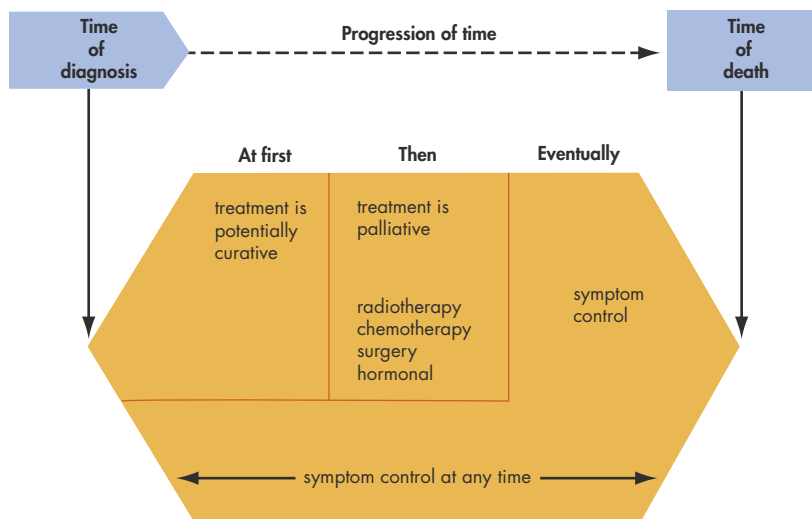 Time
of
diagnosis
Progression of time
Time
of
death
At first
Then
Eventually
treatment is
potentially
curative
treatment is
palliative
radiotherapy
chemotherapy
surgery
hormonal
symptom
control
symptom control at any time